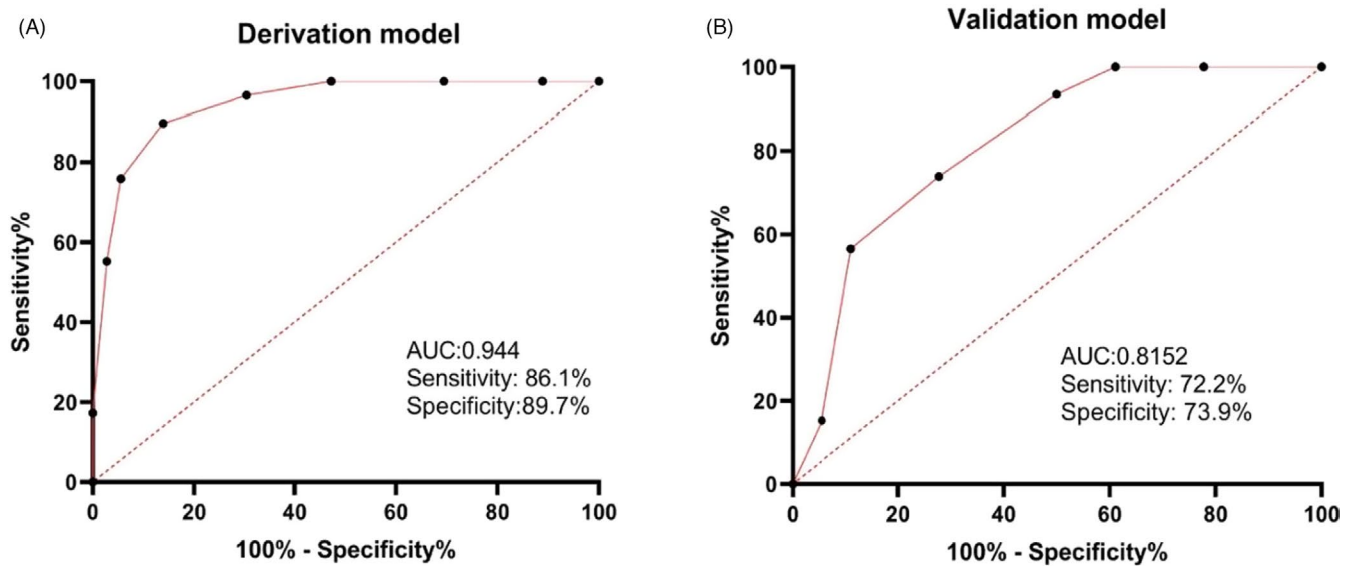 (A)
Derivation model
Sensitivity%
100
80
60
40
20
0
AUC:0.944
Sensitivity: 86.1%
Specificity:89.7%
0 20 40 60 80 100
100% - Specificity%
(B)
Validation model
Sensitivity%
100
80
60
40
20
0
AUC:0.8152
Sensitivity: 72.2%
Specificity: 73.9%
0 20 40 60 80 100
100% - Specificity%